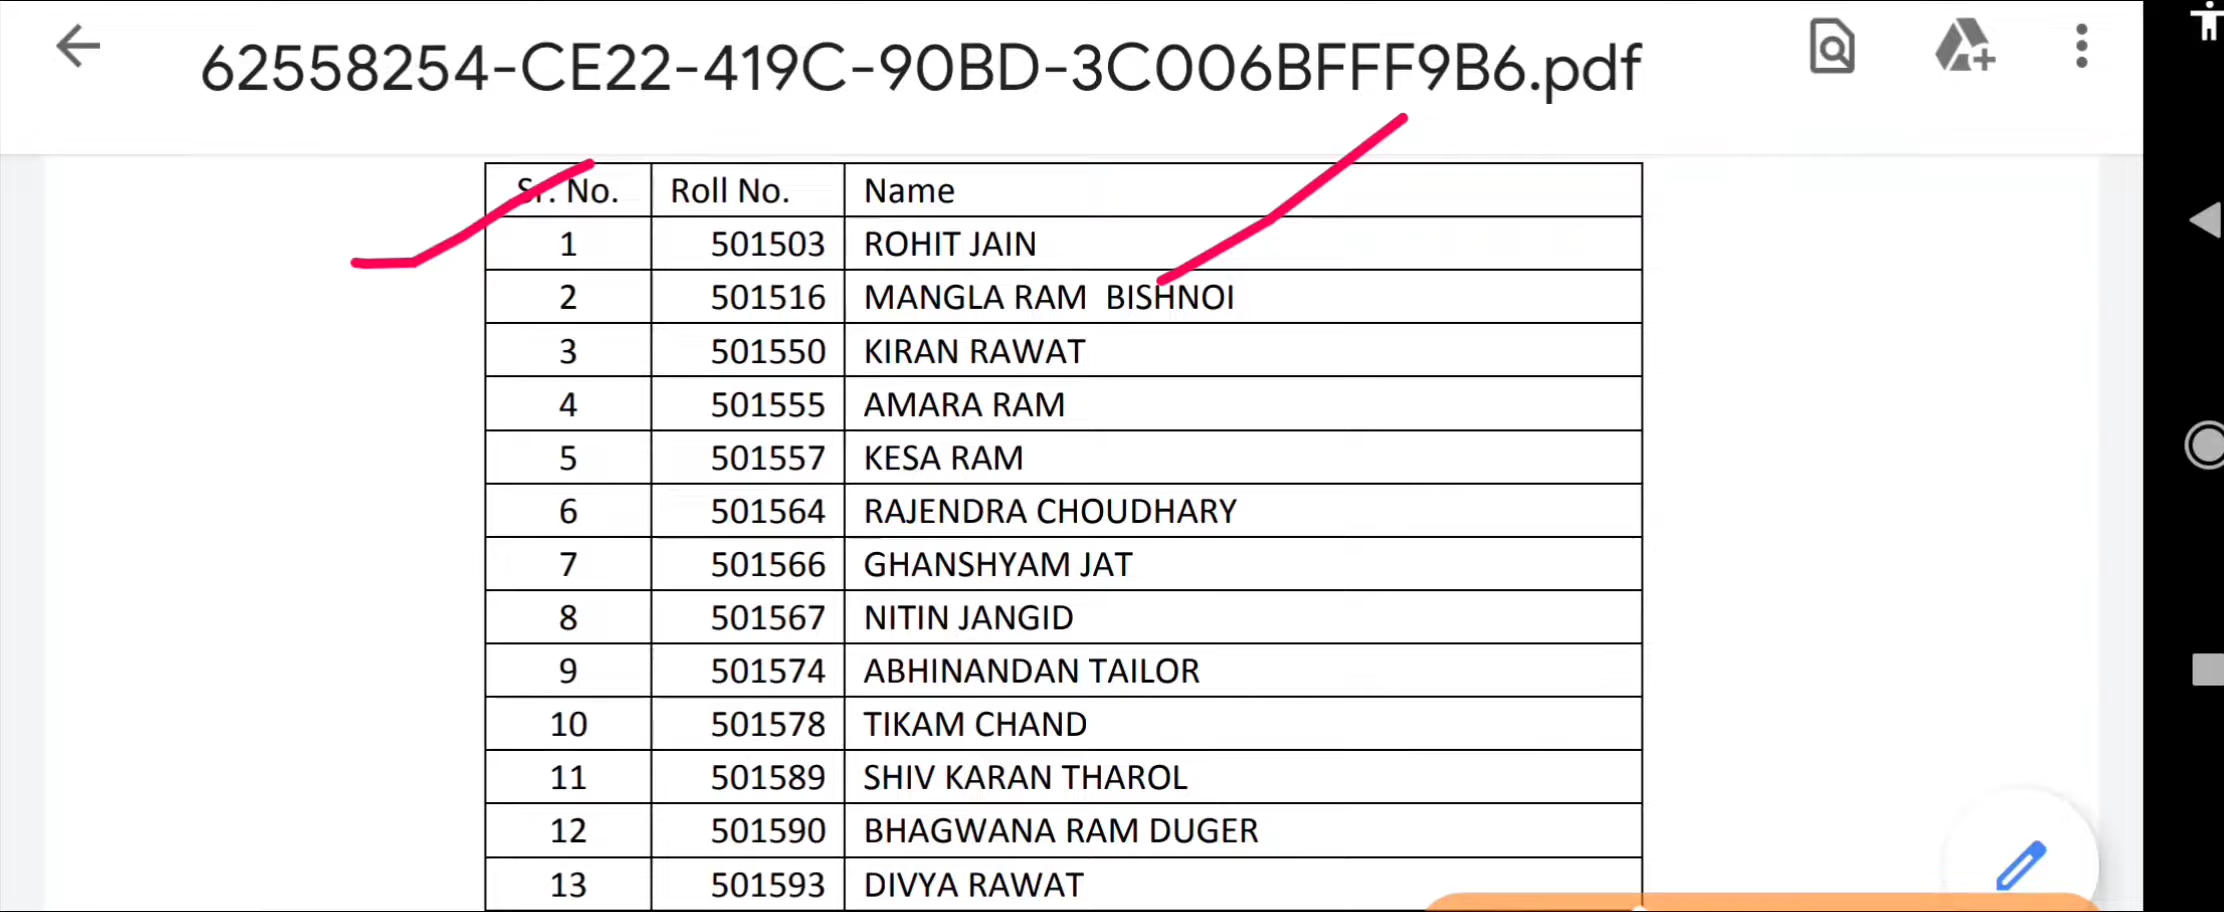 62558254-CE22-419C-90BD-3C006BFFF9B6.pdf
Sr. No. Roll No. Name
1 501503 ROHIT JAIN
2 501516 MANGLA RAM  BISHNOI
3 501550 KIRAN RAWAT
4 501555 AMARA RAM
5 501557 KESA RAM
6 501564 RAJENDRA CHOUDHARY
7 501566 GHANSHYAM JAT
8 501567 NITIN JANGID
9 501574 ABHINANDAN TAILOR
10 501578 TIKAM CHAND
11 501589 SHIV KARAN THAROL
12 501590 BHAGWANA RAM DUGER
13 501593 DIVYA RAWAT